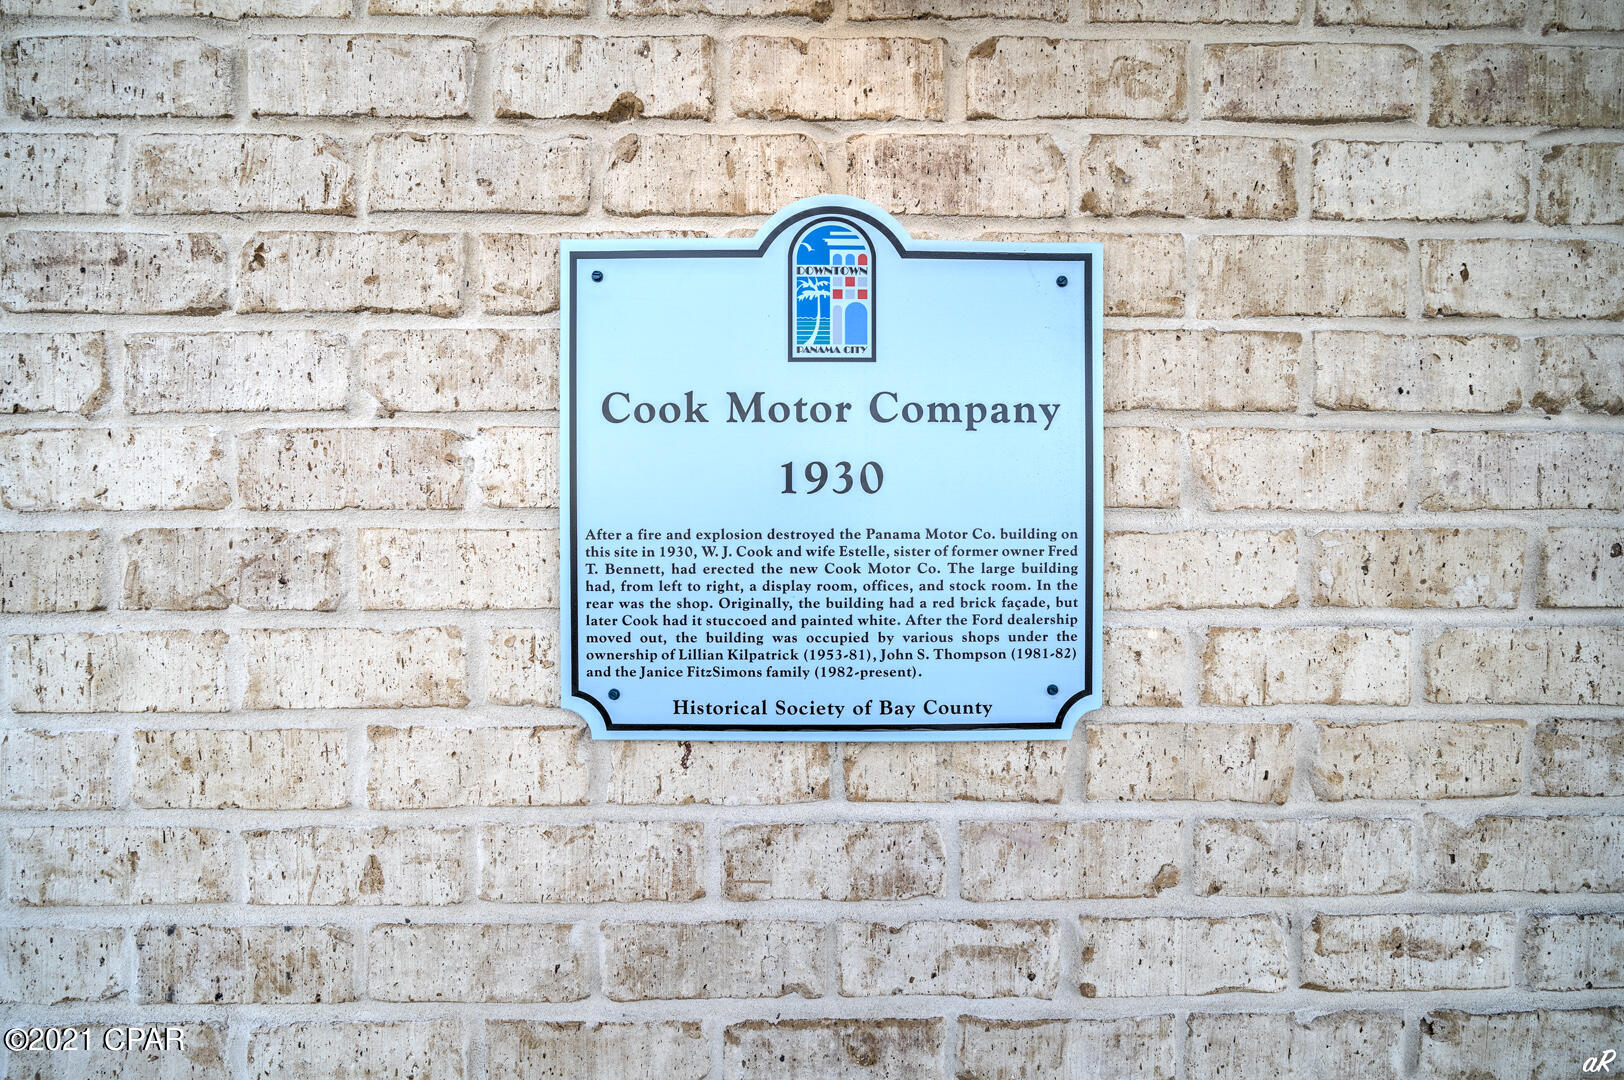 DOWNTOWN
PANAMA CITY
Cook Motor Company
1930
After a fire and explosion destroyed the Panama Motor Co. building on
this site in 1930, W. J. Cook and wife Estelle, sister of former owner Fred
T. Bennett, had erected the new Cook Motor Co. The large building
had, from left to right, a display room, offices, and stock room. In the
rear was the shop. Originally, the building had a red brick façade, but
later Cook had it stuccoed and painted white. After the Ford dealership
moved out, the building was occupied by various shops under the
ownership of Lillian Kilpatrick (1953-81), John S. Thompson (1981-82)
and the Janice FitzSimons family (1982-present).
Historical Society of Bay County
©2021 CPAR
aR